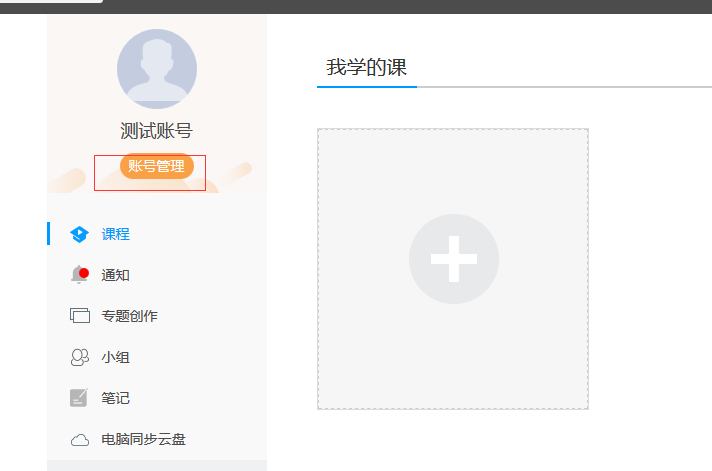 测试账号
账号管理
课程
通知
专题创作
小组
笔记
电脑同步云盘
我学的课